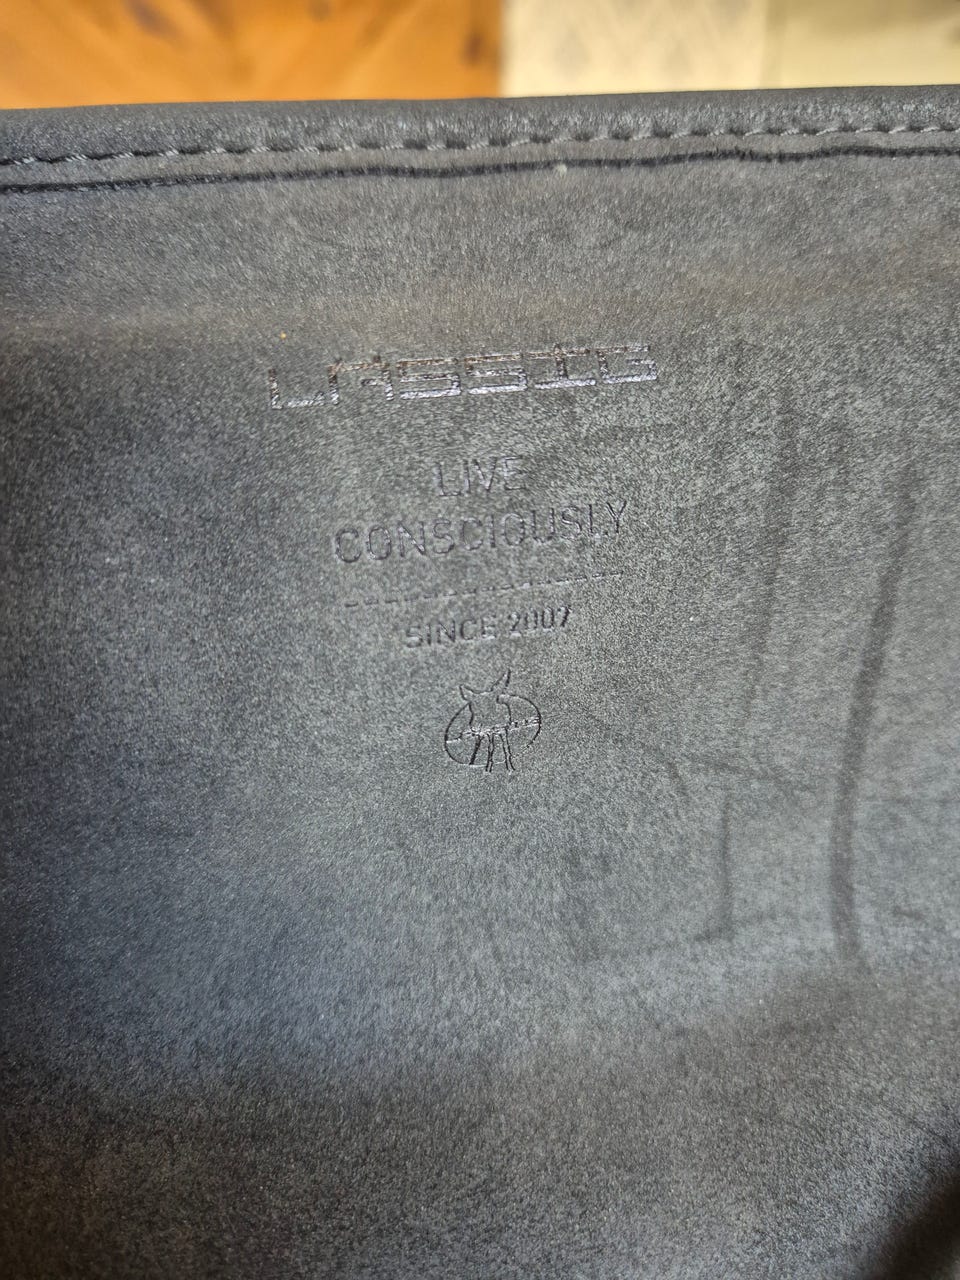 LÄSSIG
LIVE
CONSCIOUSLY
SINCE 2007